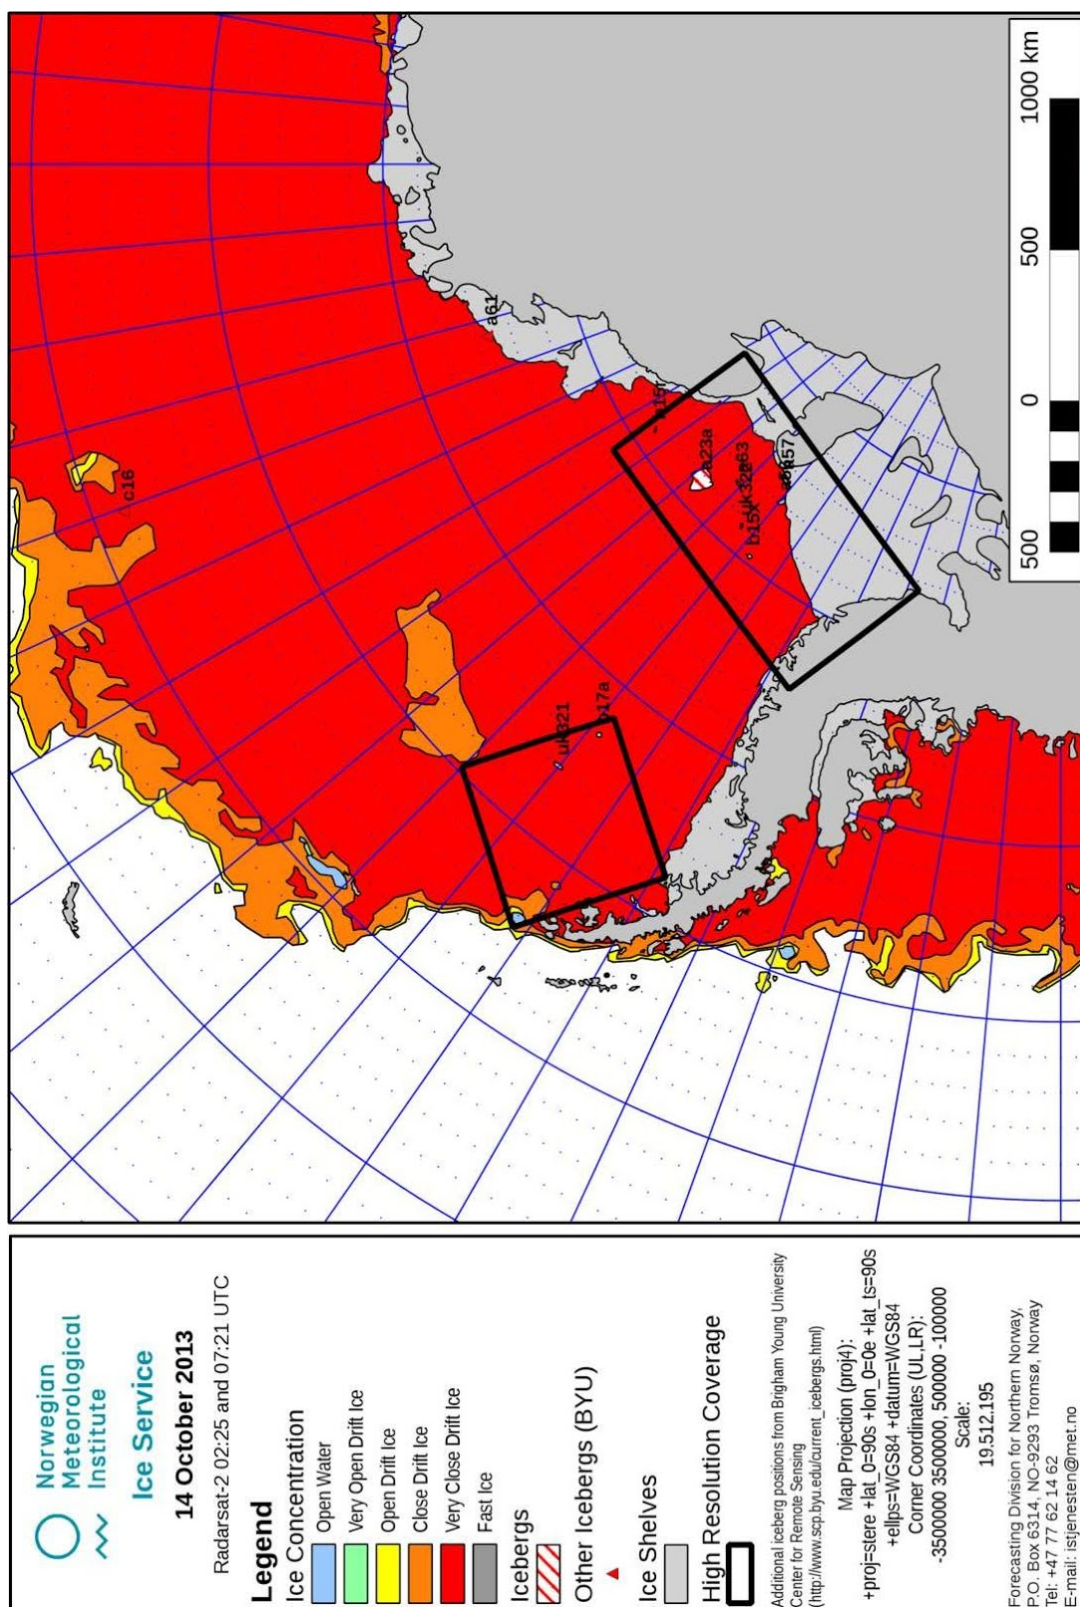 Norwegian
Meteorological
Institute
Ice Service
14 October 2013
Radarsat-2 02:25 and 07:21 UTC
Legend
Ice Concentration
Open Water
Very Open Drift Ice
Open Drift Ice
Close Drift Ice
Very Close Drift Ice
Fast Ice
Icebergs
Other Icebergs (BYU)
Ice Shelves
High Resolution Coverage
Additional iceberg positions from Brigham Young University
Center for Remote Sensing
(http://www.scp.byu.edu/current_icebergs.html)
Map Projection (proj4):
+proj=stere +lat_0=90s +lon_0=0e +lat_ts=90s
+ellps=WGS84 +datum=WGS84
Corner Coordinates (UL,LR):
-3500000 3500000, 500000 -100000
Scale:
19.512.195
Forecasting Division for Northern Norway,
P.O. Box 6314, NO-9293 Tromsø, Norway
Tel: +47 77 62 14 62
E-mail: istjenesten@met.no
c16
a61
a23a
b15x
uk321
17a
a57
500 0 500 1000 km